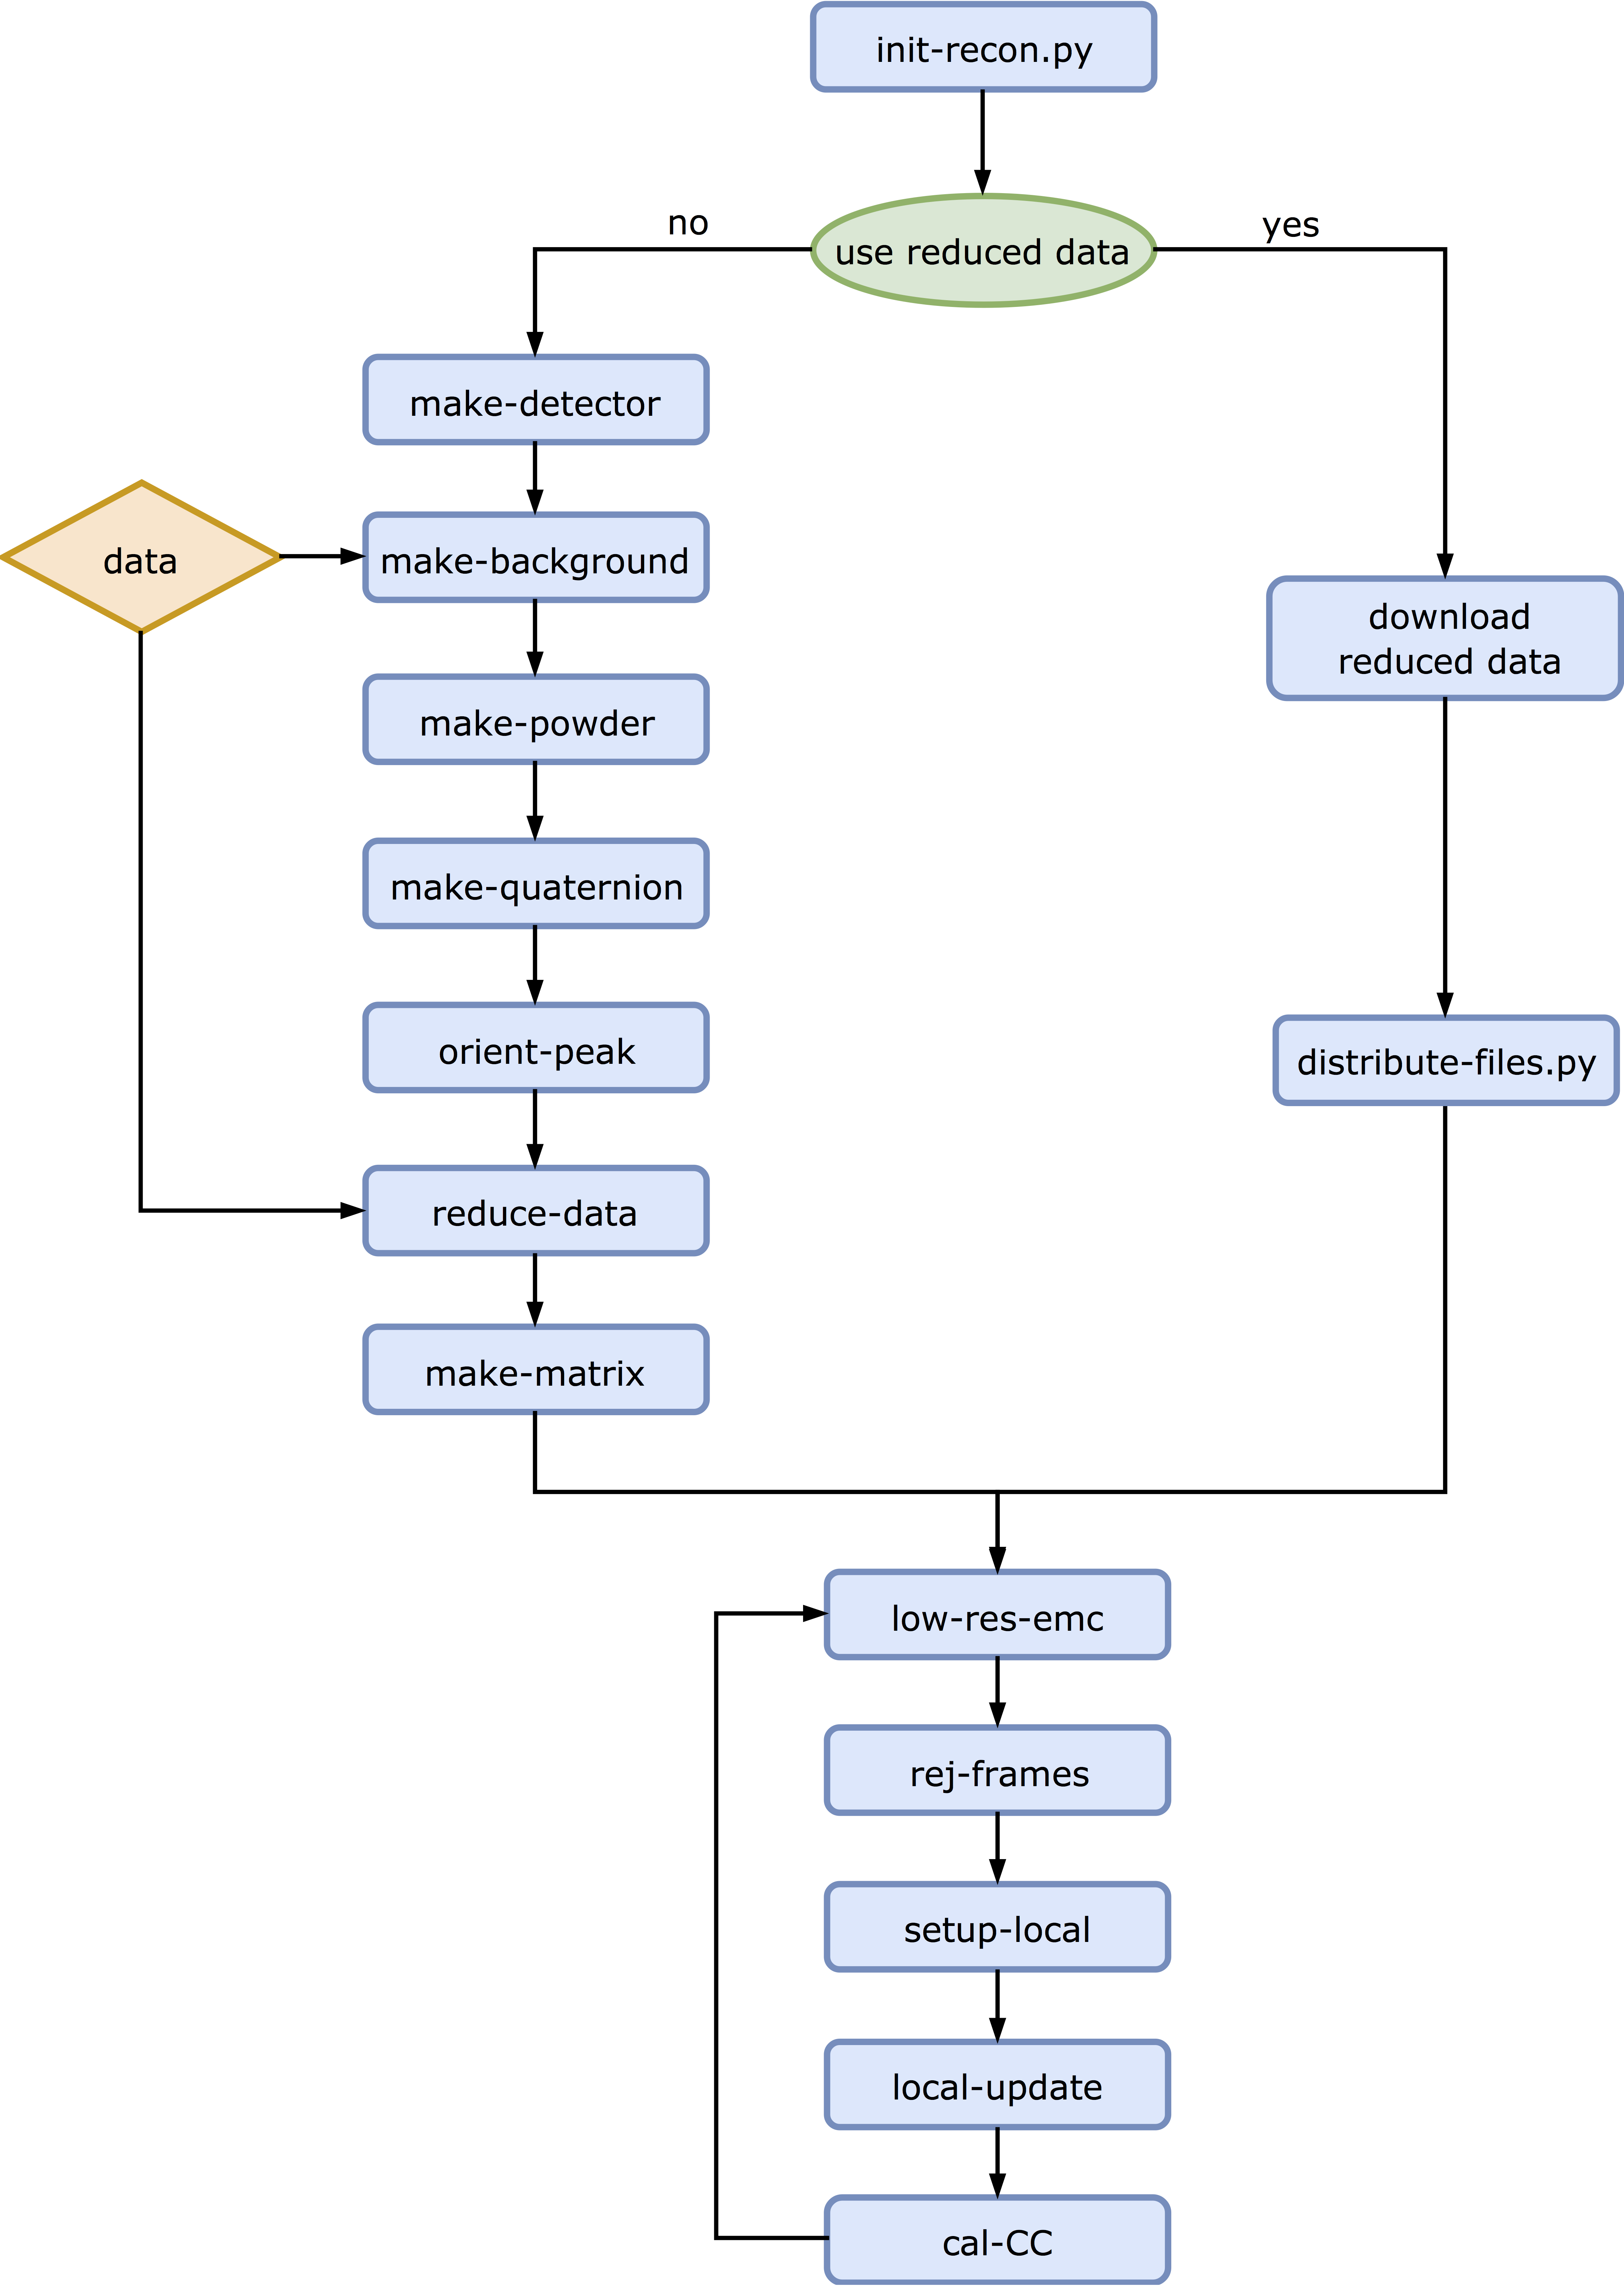 init-recon.py
no
use reduced data
yes
make-detector
data
make-background
download
reduced data
make-powder
make-quaternion
orient-peak
distribute-files.py
reduce-data
make-matrix
low-res-emc
rej-frames
setup-local
local-update
cal-CC